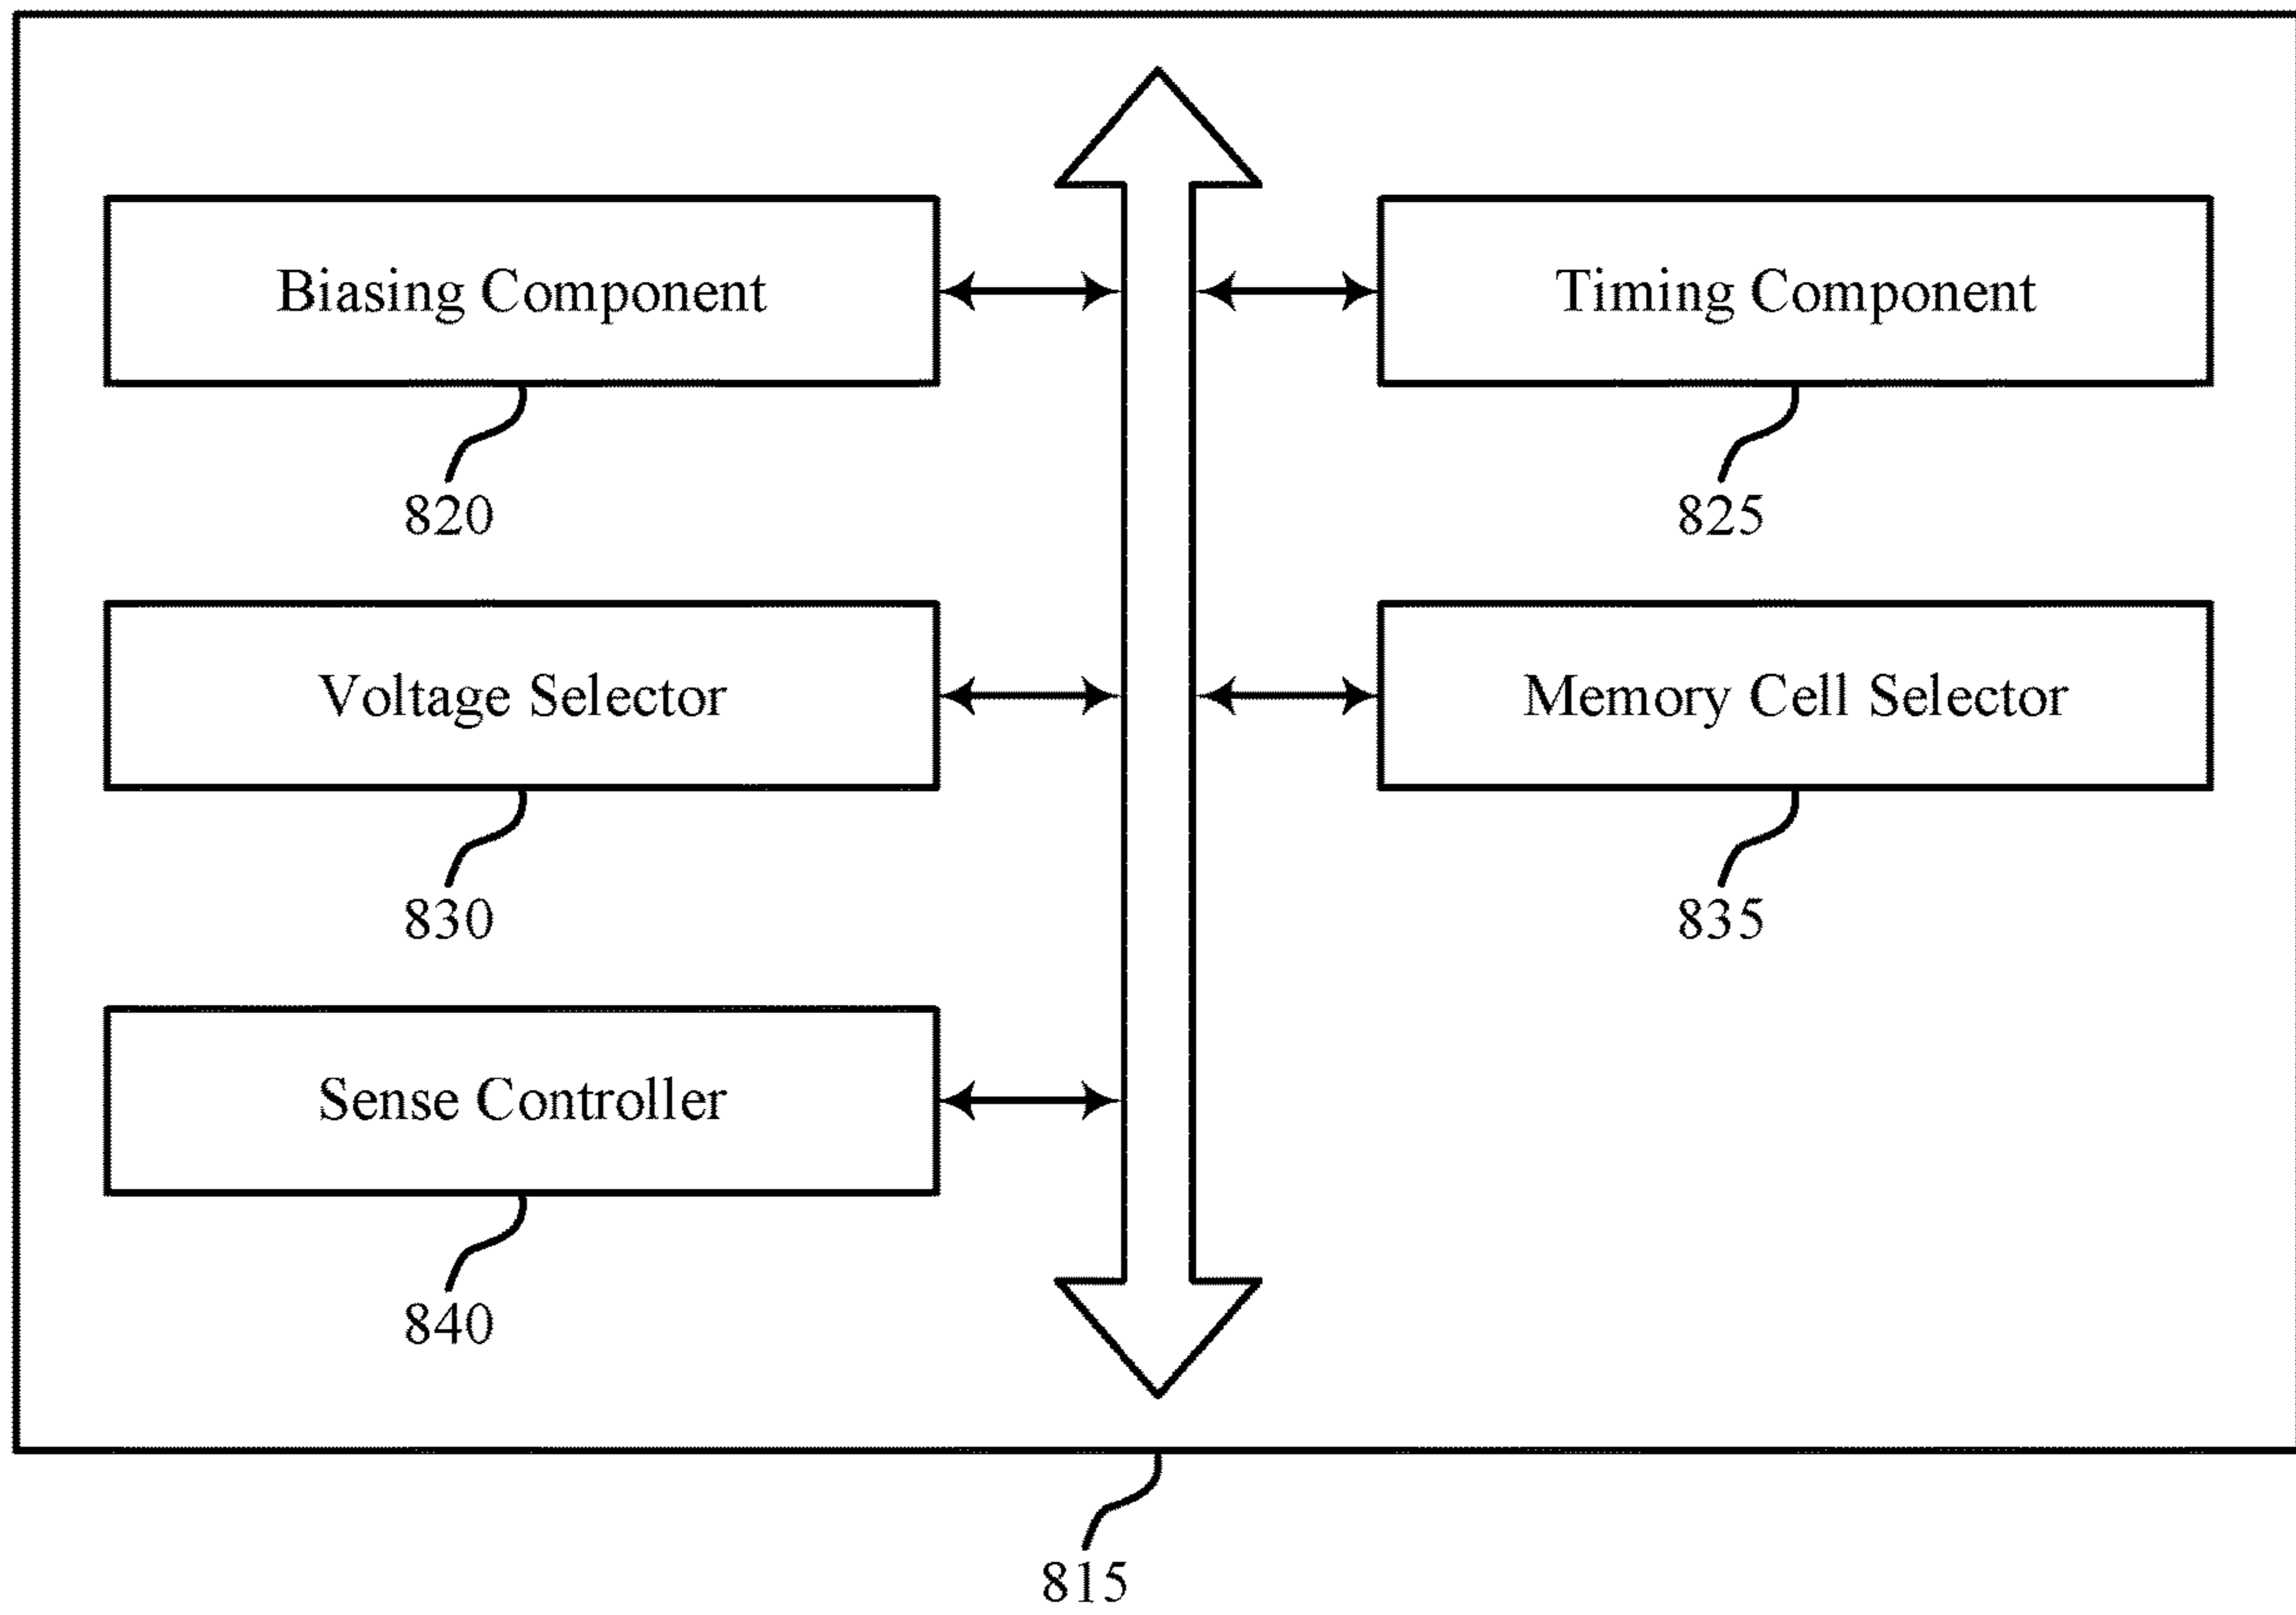 Biasing Component
Timing Component
820
825
Voltage Selector
Memory Cell Selector
830
835
Sense Controller
840
815